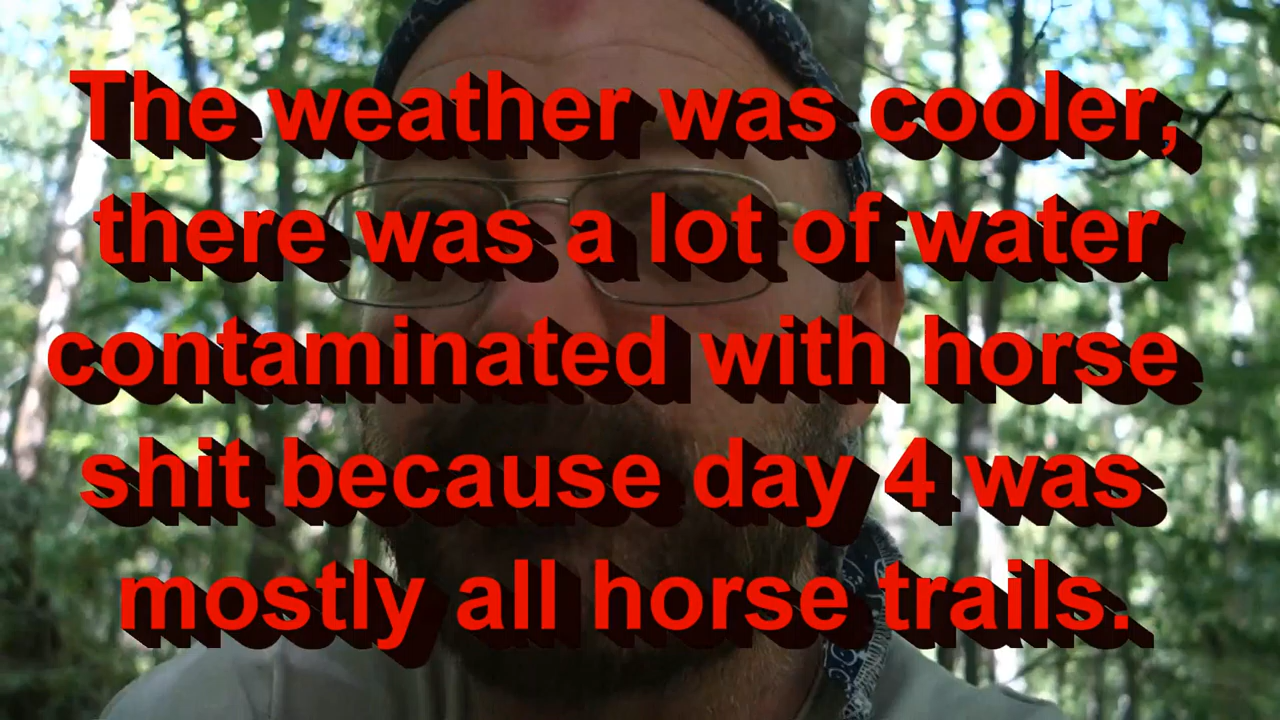 The weather was cooler,
there was a lot of water
contaminated with horse
shit because day 4 was
mostly all horse trails.